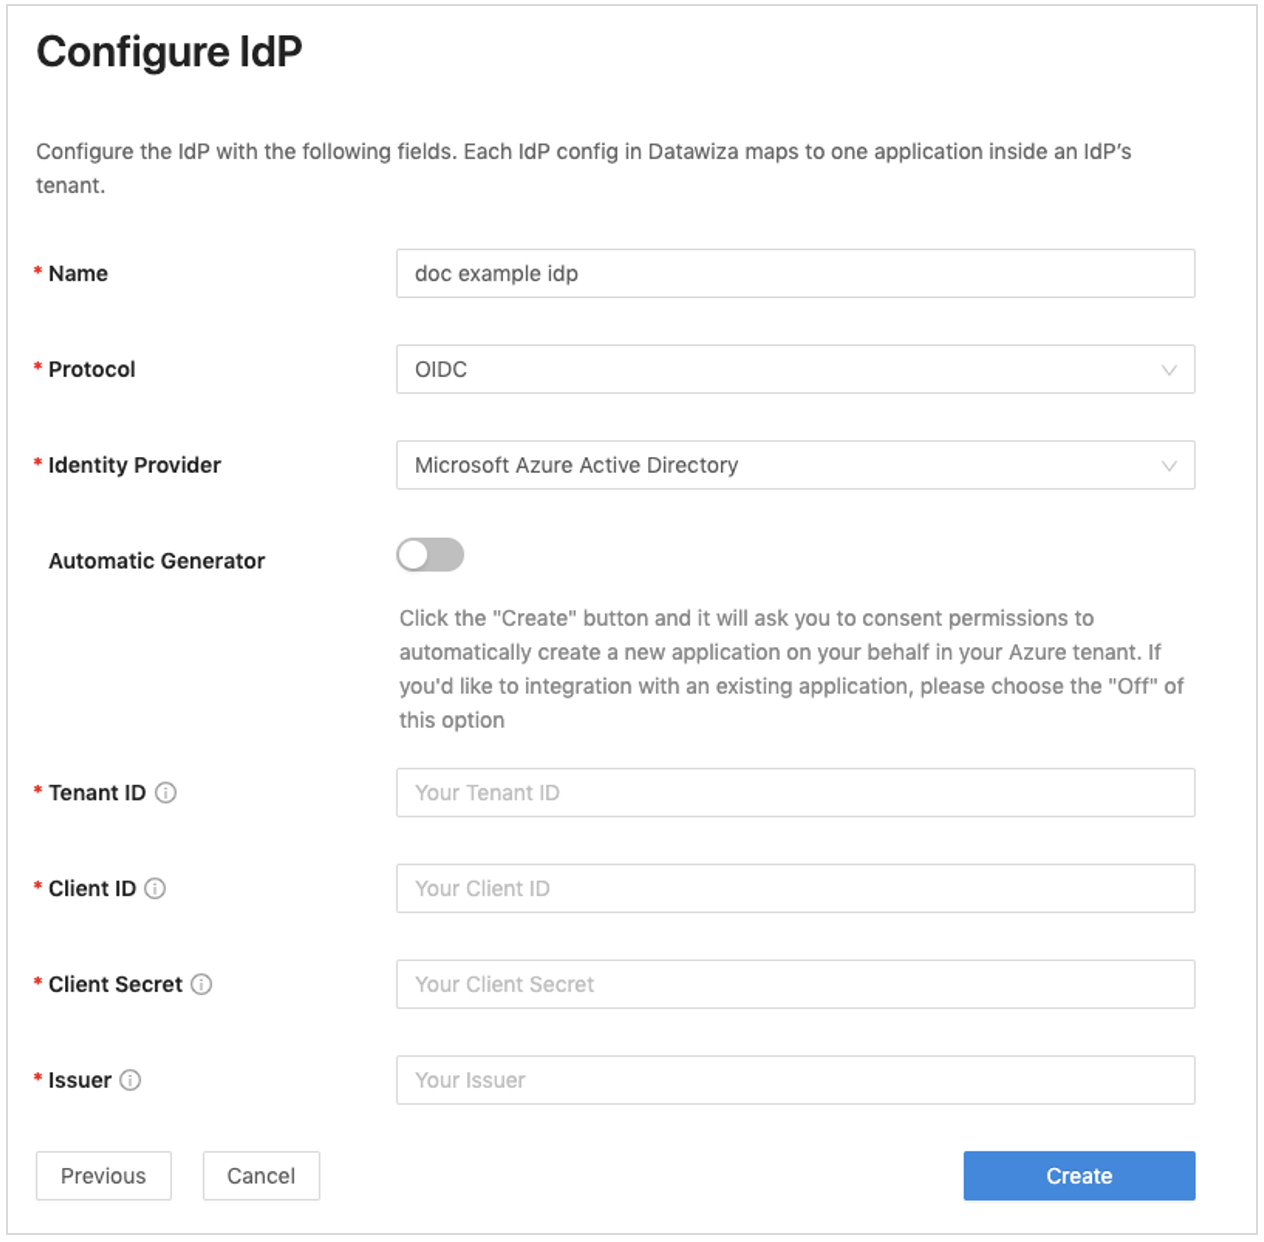 Configure IdP
Configure the IdP with the following fields. Each IdP config in Datawiza maps to one application inside an IdP’s
tenant.
* Name
doc example idp
* Protocol
OIDC
* Identity Provider
Microsoft Azure Active Directory
Automatic Generator
Click the "Create" button and it will ask you to consent permissions to
automatically create a new application on your behalf in your Azure tenant. If
you'd like to integration with an existing application, please choose the "Off" of
this option
* Tenant ID
Your Tenant ID
* Client ID
Your Client ID
* Client Secret
Your Client Secret
* Issuer
Your Issuer
Previous
Cancel
Create